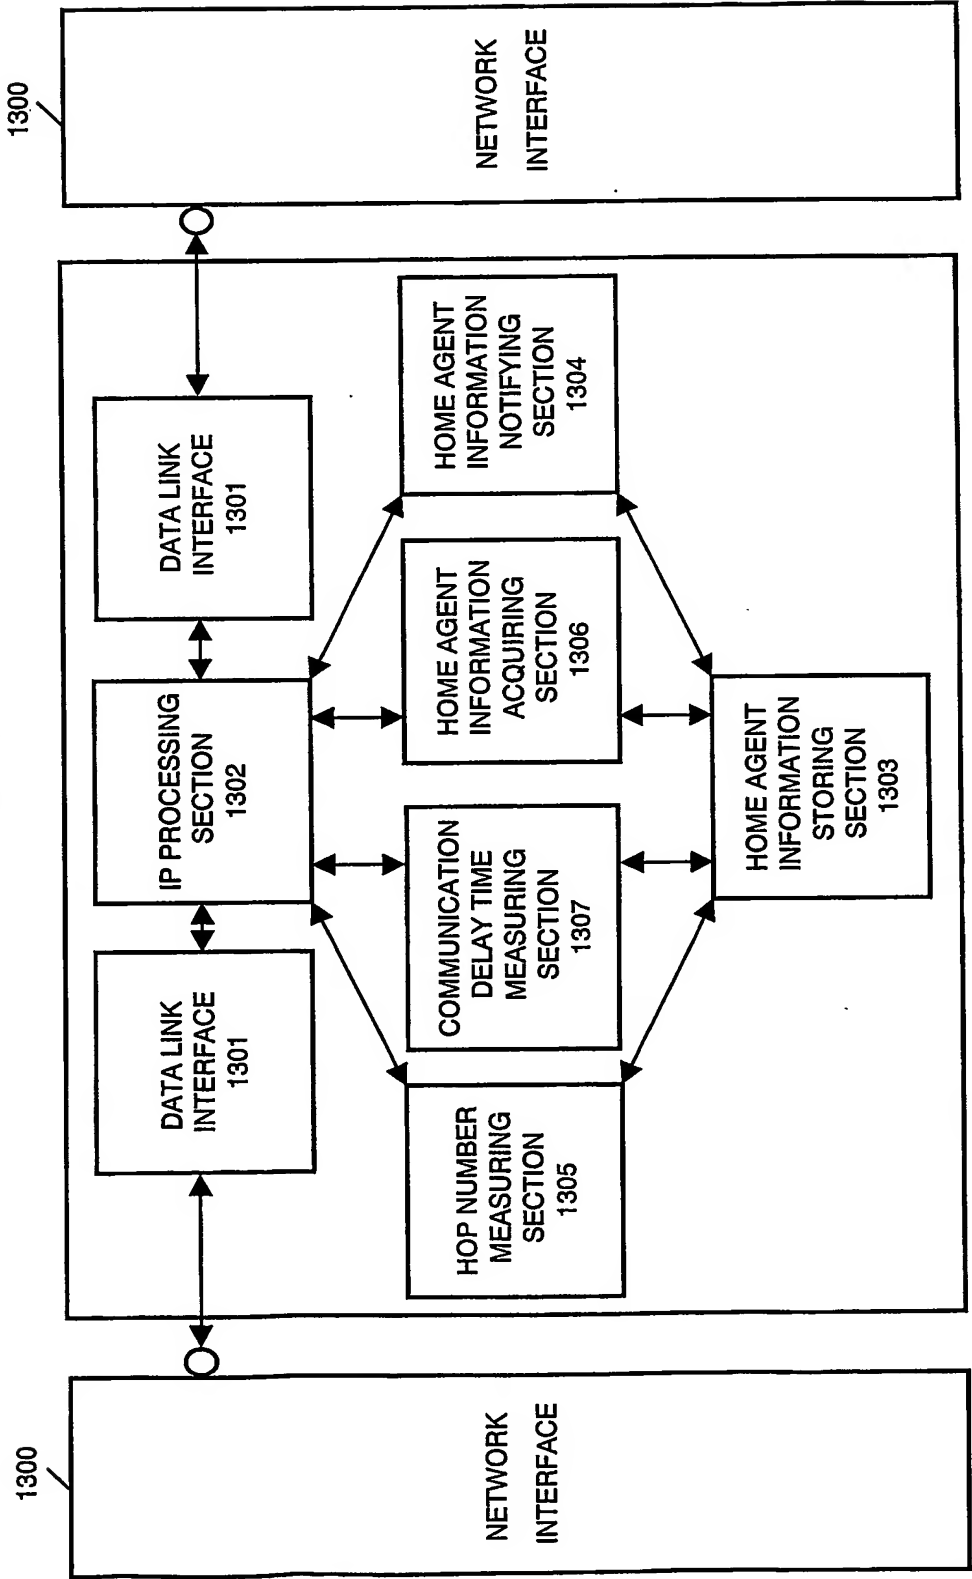 1300
NETWORK
INTERFACE
DATA LINK
INTERFACE
1301
IP PROCESSING
SECTION
1302
DATA LINK
INTERFACE
1301
HOP NUMBER
MEASURING
SECTION
1305
COMMUNICATION
DELAY TIME
MEASURING
SECTION
1307
HOME AGENT
INFORMATION
ACQUIRING
SECTION
1306
HOME AGENT
INFORMATION
NOTIFYING
SECTION
1304
HOME AGENT
INFORMATION
STORING
SECTION
1303
1300
NETWORK
INTERFACE